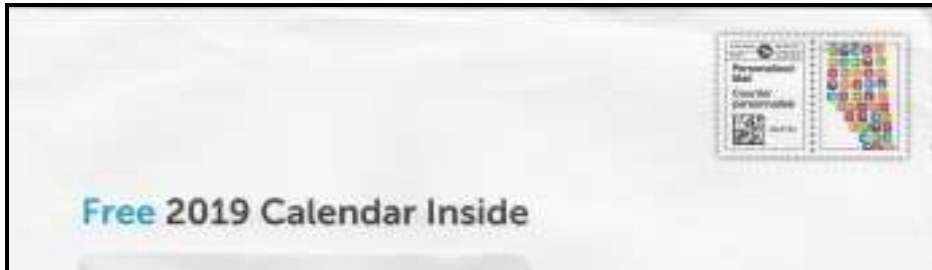 Personalized
Mail
Courrier
personnalisé
Free 2019 Calendar Inside